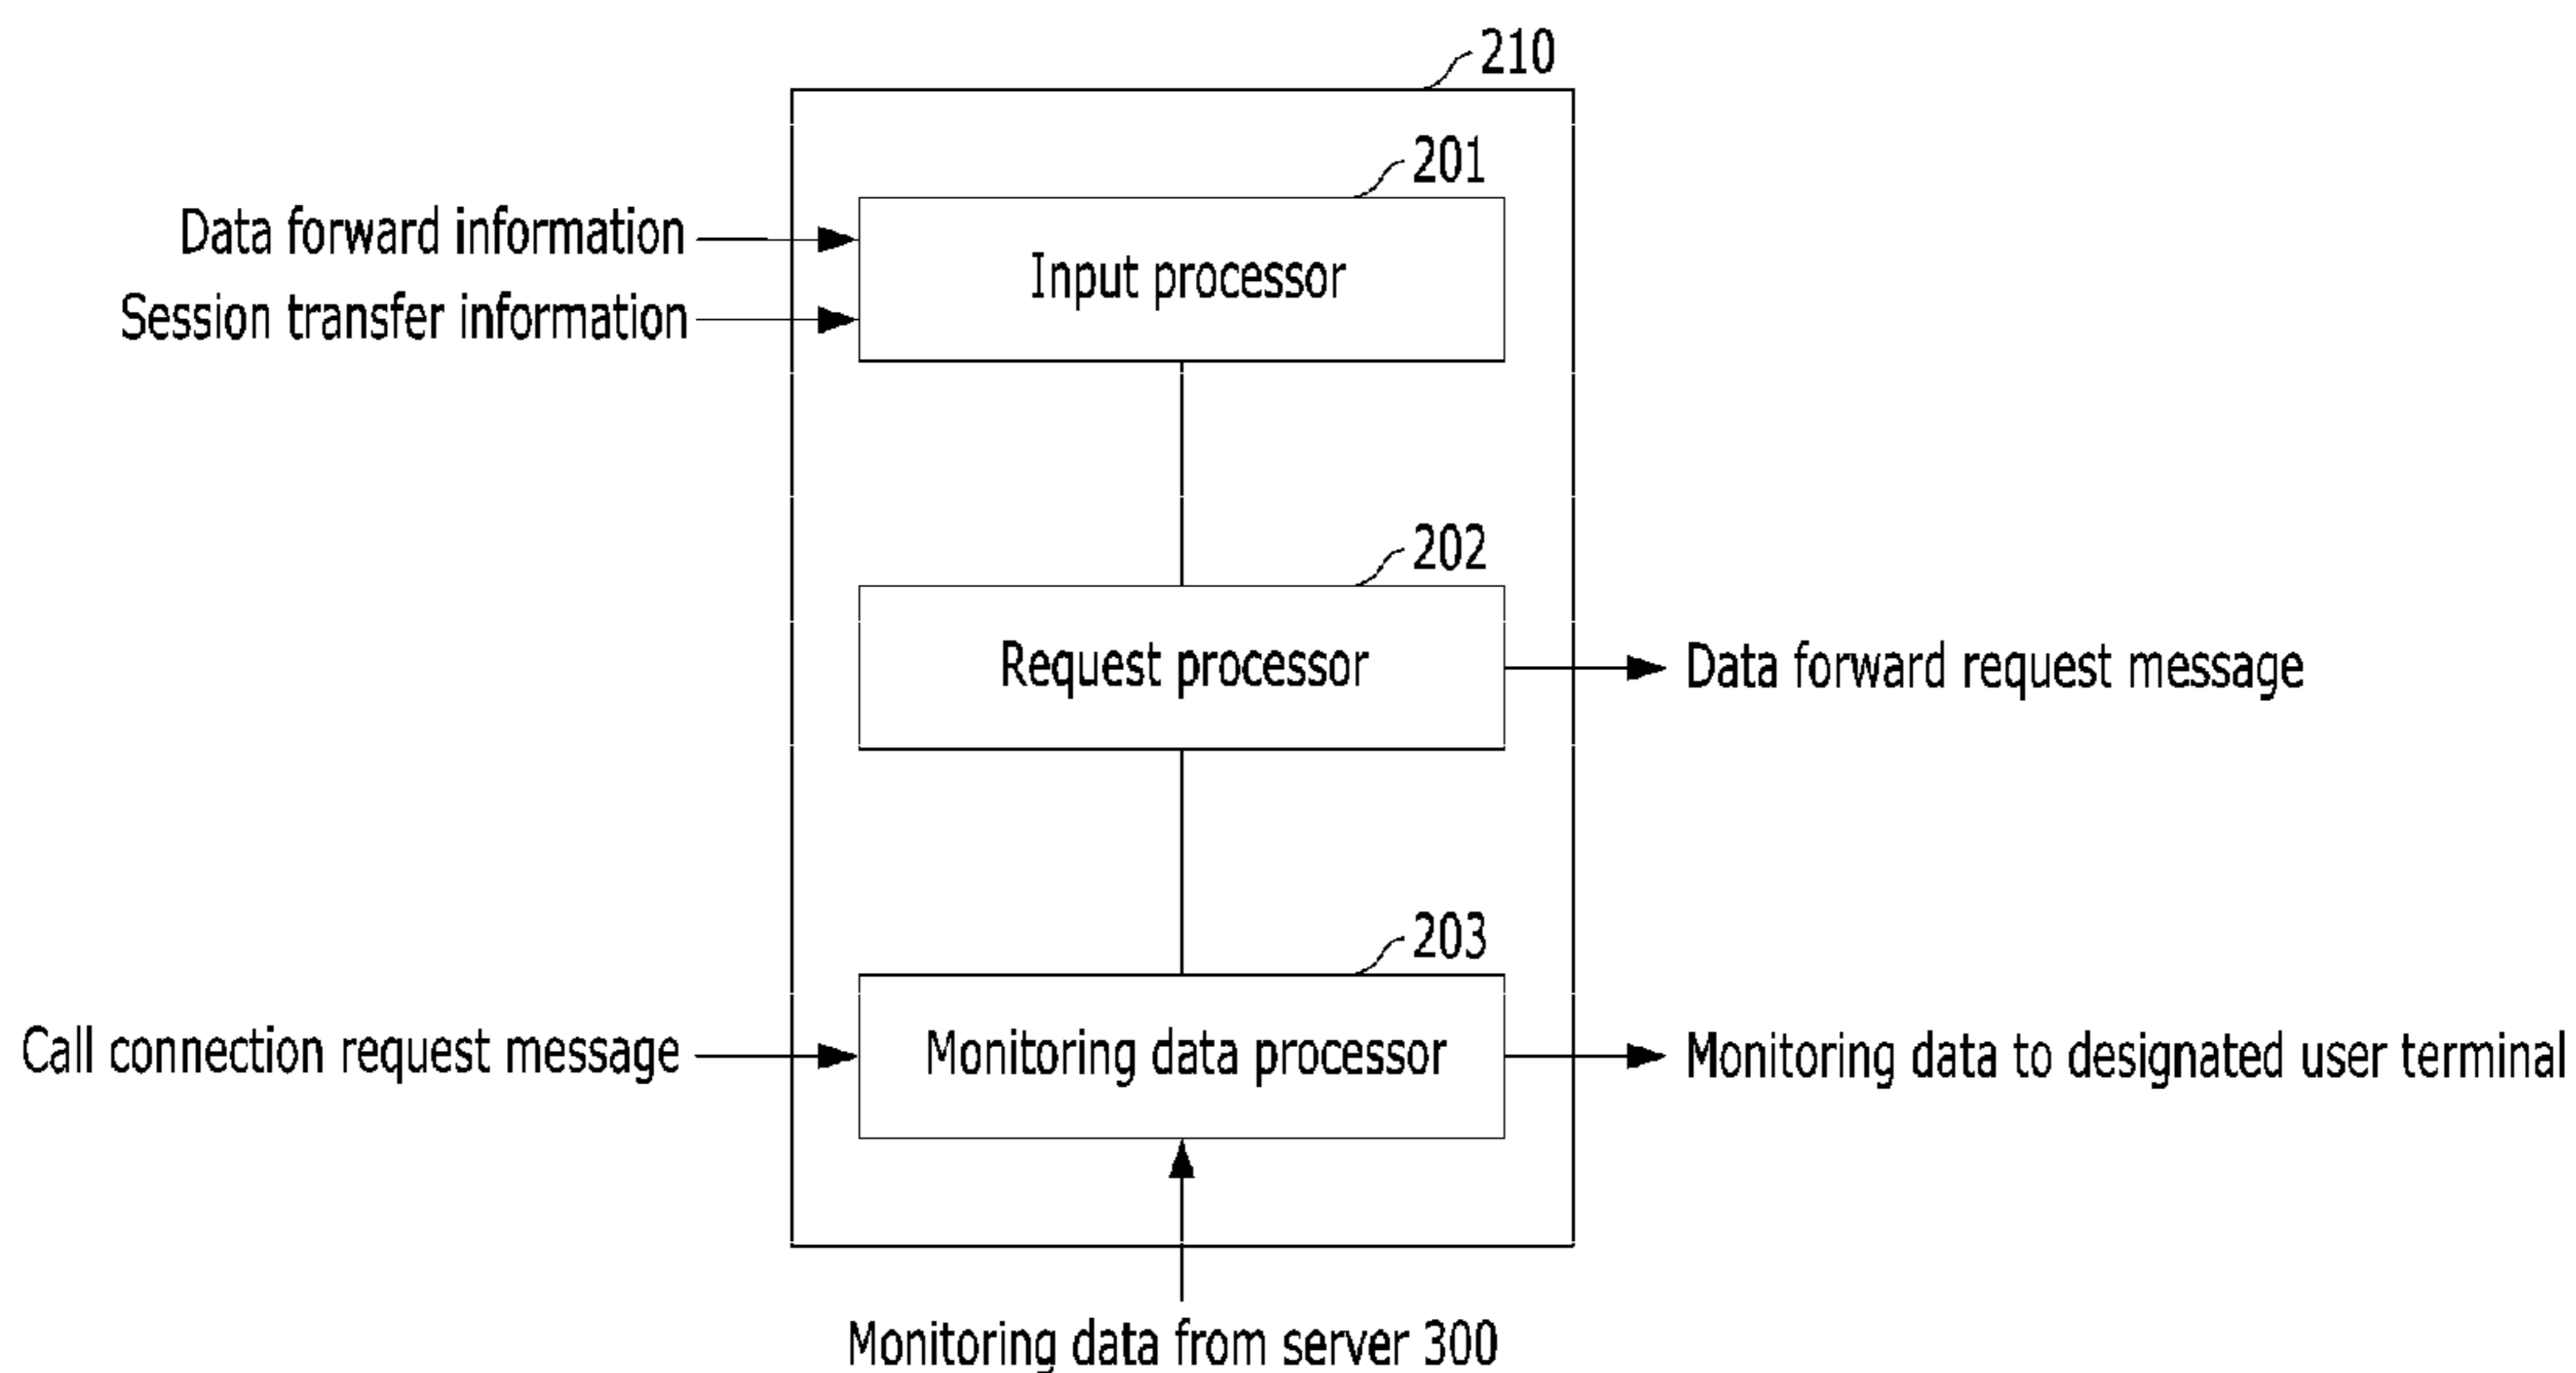 210
201
Data forward information
Input processor
Session transfer information
202
Request processor
Data forward request message
203
Call connection request message
Monitoring data processor
Monitoring data to designated user terminal
Monitoring data from server 300